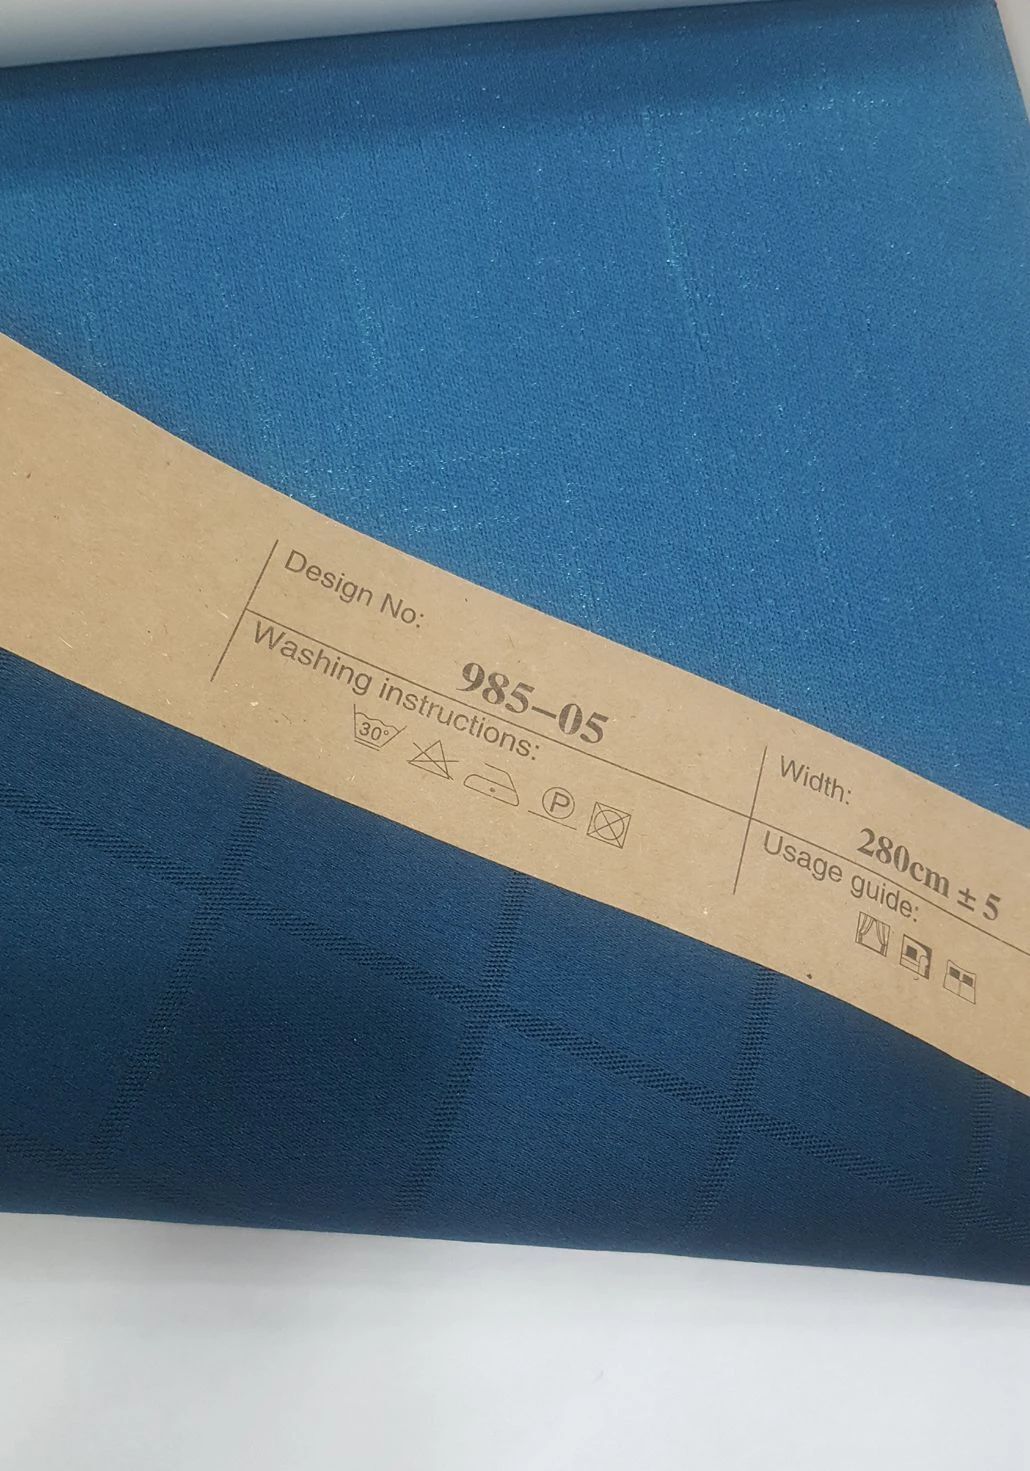 Design No:
985–05
Washing instructions:
30°
P
Width:
280cm ± 5
Usage guide: